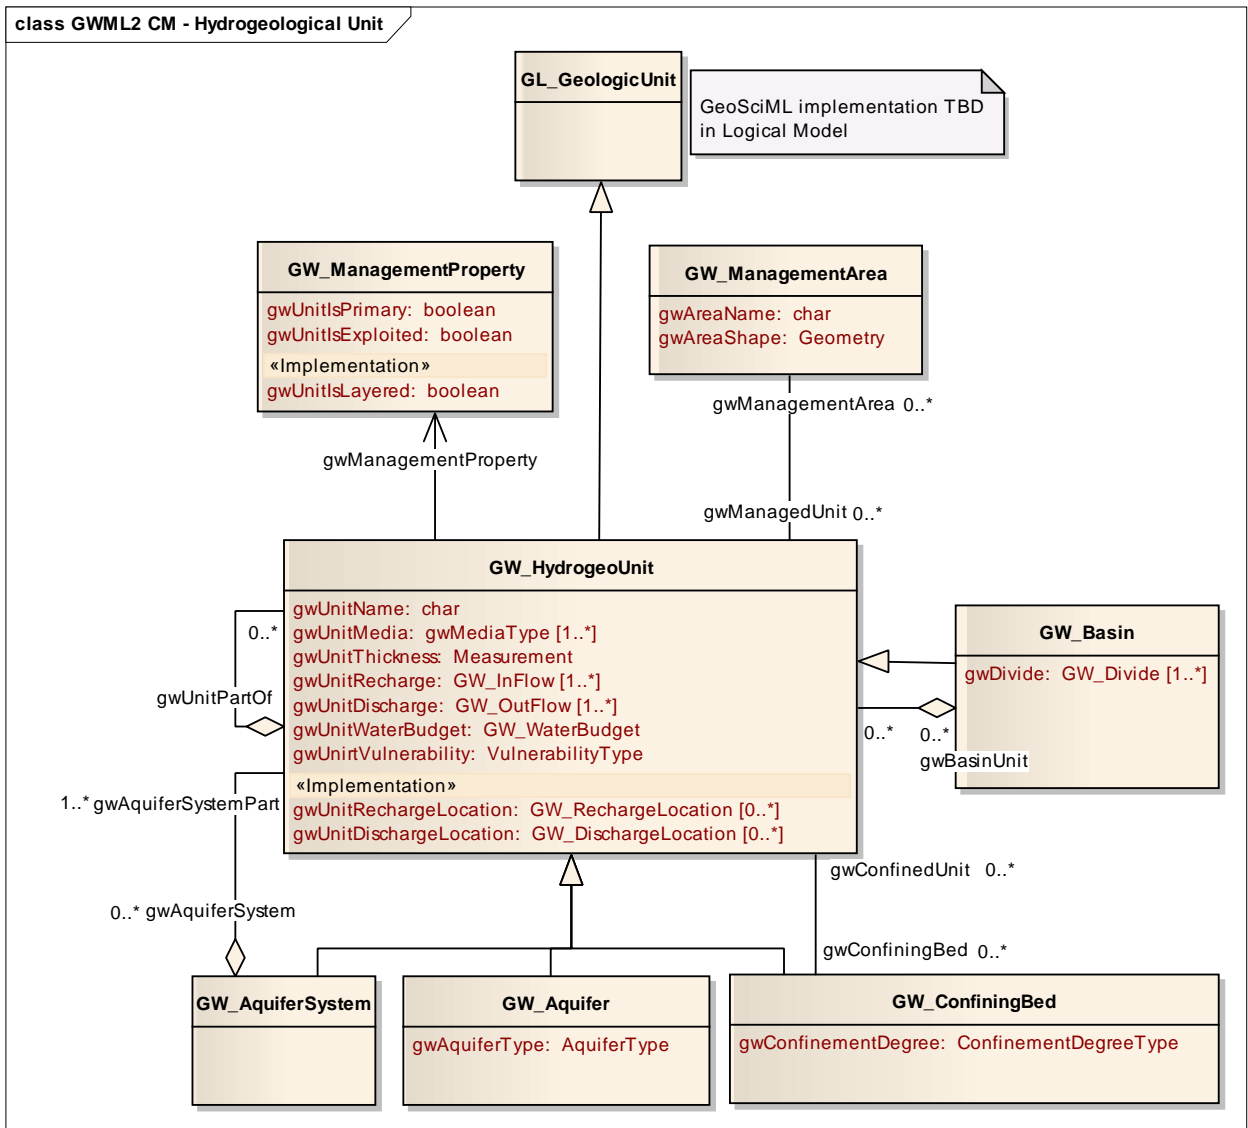 class GWML2 CM - Hydrogeological Unit
GL_GeologicUnit
GeoSciML implementation TBD
in Logical Model
GW_ManagementProperty
gwUnitIsPrimary: boolean
gwUnitIsExploited: boolean
«Implementation»
gwUnitIsLayered: boolean
GW_ManagementArea
gwAreaName: char
gwAreaShape: Geometry
gwManagementArea 0..*
gwManagementProperty
gwManagedUnit 0..*
GW_HydrogeoUnit
gwUnitName: char
gwUnitMedia: gwMediaType [1..*]
gwUnitThickness: Measurement
gwUnitRecharge: GW_InFlow [1..*]
gwUnitDischarge: GW_OutFlow [1..*]
gwUnitWaterBudget: GW_WaterBudget
gwUnirtVulnerability: VulnerabilityType
«Implementation»
gwUnitRechargeLocation: GW_RechargeLocation [0..*]
gwUnitDischargeLocation: GW_DischargeLocation [0..*]
0..*
gwUnitPartOf
GW_Basin
gwDivide: GW_Divide [1..*]
0..*
0..*
gwBasinUnit
1..* gwAquiferSystemPart
0..* gwAquiferSystem
gwConfinedUnit 0..*
gwConfiningBed 0..*
GW_AquiferSystem
GW_Aquifer
gwAquiferType: AquiferType
GW_ConfiningBed
gwConfinementDegree: ConfinementDegreeType